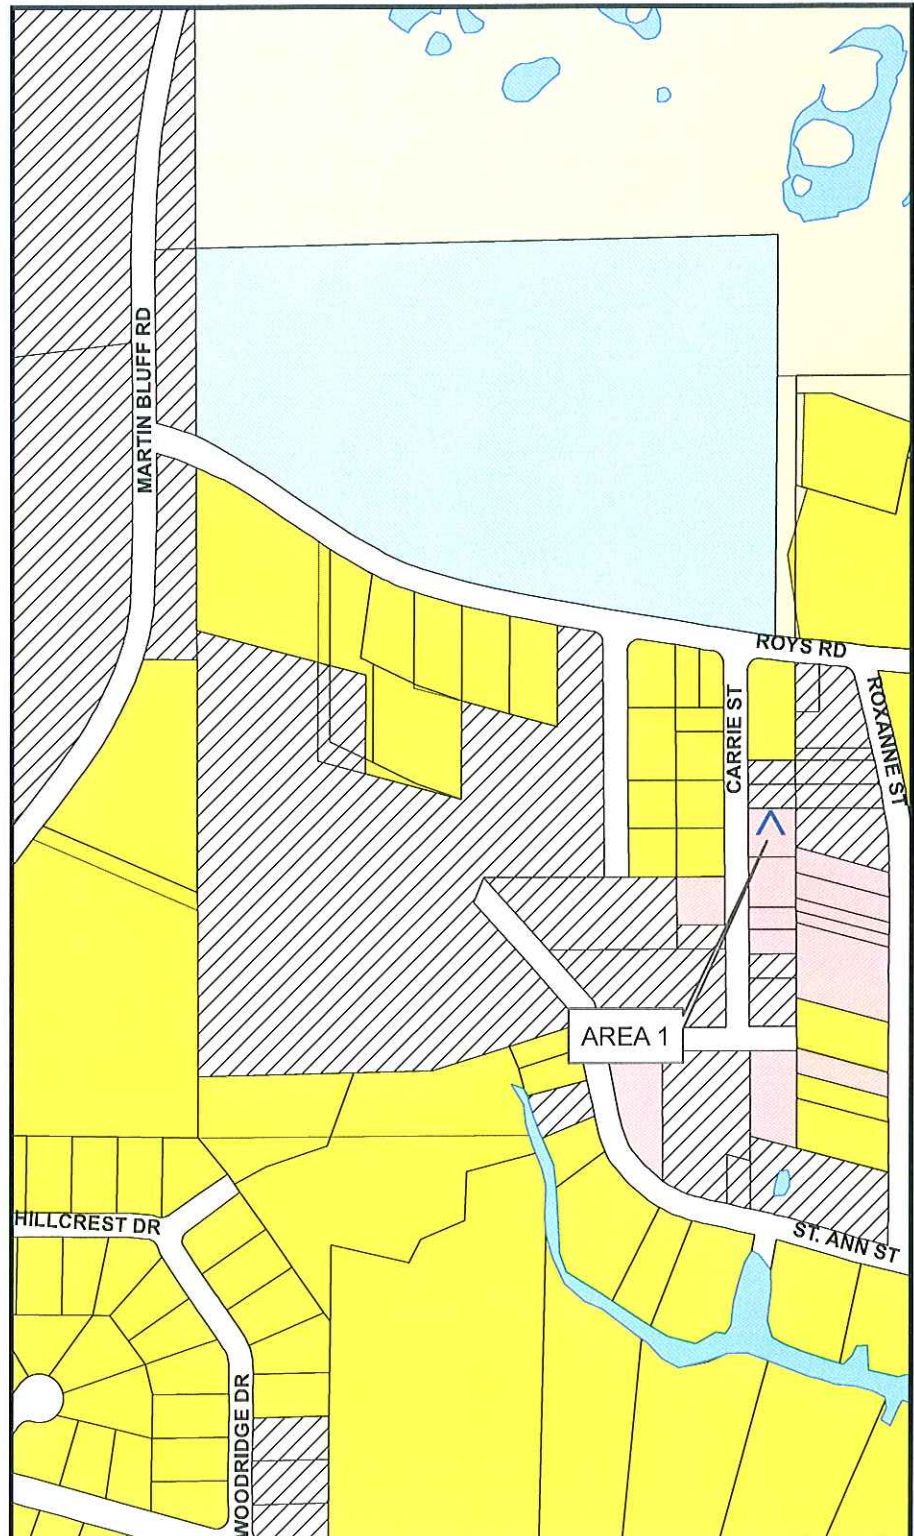 MARTIN BLUFF RD
ROYS RD
CARRIE ST
ROXANNE ST
AREA 1
HILLCREST DR
ST. ANN ST
WOODRIDGE DR